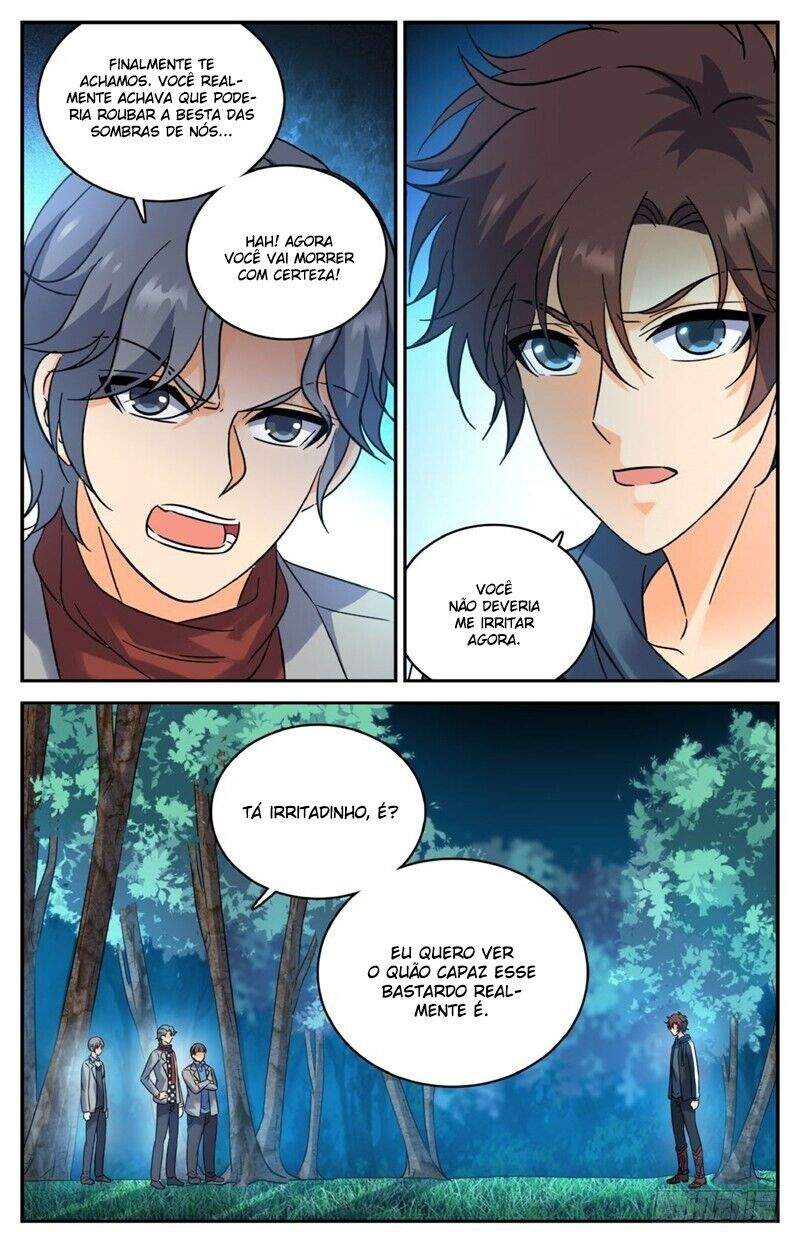 FINALMENTE TE
ACHAMOS. VOCÊ REAL-
MENTE ACHAVA QUE PODE-
RIA ROUBAR A BESTA DAS
SOMBRAS DE NÓS...
HAH! AGORA
VOCÊ VAI MORRER
COM CERTEZA!
VOCÊ
NÃO DEVERIA
ME IRRITAR
AGORA.
TÁ IRRITADINHO, É?
EU QUERO VER
O QUÃO CAPAZ ESSE
BASTARDO REAL-
MENTE É.